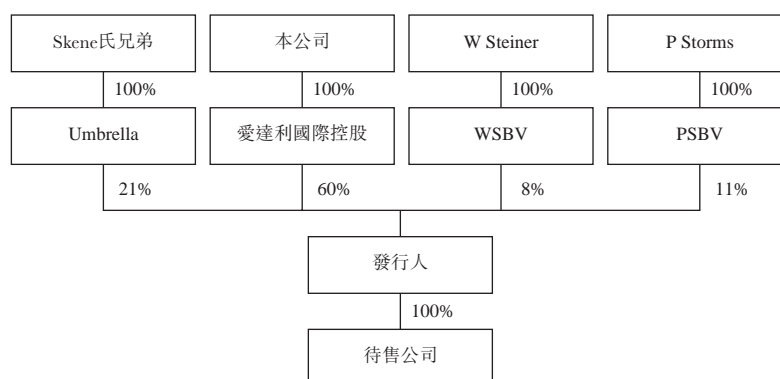 Skene氏兄弟
本公司
W Steiner
P Storms
100%
100%
100%
100%
Umbrella
愛達利國際控股
WSBV
PSBV
21%
60%
8%
11%
發行人
100%
待售公司